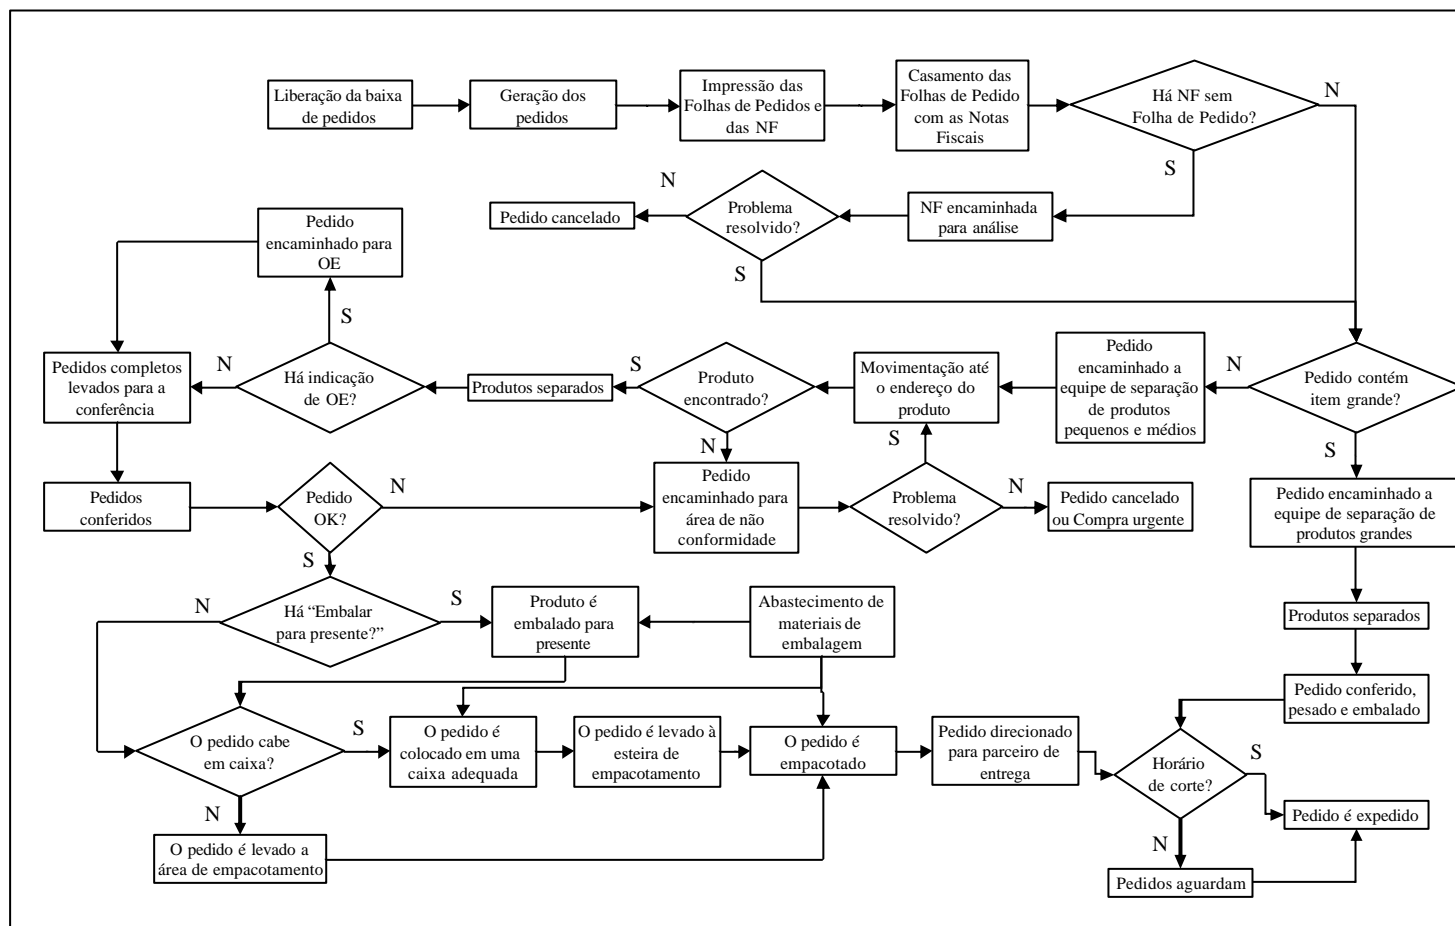 Liberação da baixa
de pedidos
Geração dos
pedidos
Impressão das
Folhas de Pedidos e
das NF
Casamento das
Folhas de Pedido
com as Notas
Fiscais
Há NF sem
Folha de Pedido?
N
S
NF encaminhada
para análise
Problema
resolvido?
N
Pedido cancelado
S
Pedido
encaminhado para
OE
S
Pedidos completos
levados para a
conferência
N
Há indicação
de OE?
Produtos separados
S
Produto
encontrado?
N
Movimentação até
o endereço do
produto
S
Pedido
encaminhado a
equipe de separação
de produtos
pequenos e médios
N
Pedido contém
item grande?
S
Pedidos
conferidos
Pedido
OK?
N
S
Pedido
encaminhado para
área de não
conformidade
Problema
resolvido?
N
Pedido cancelado
ou Compra urgente
Pedido encaminhado a
equipe de separação de
produtos grandes
N
Há “Embalar
para presente?”
S
Produto é
embalado para
presente
Abastecimento de
materiais de
embalagem
Produtos separados
Pedido conferido,
pesado e embalado
O pedido cabe
em caixa?
S
N
O pedido é
colocado em uma
caixa adequada
O pedido é levado à
esteira de
empacotamento
O pedido é
empacotado
Pedido direcionado
para parceiro de
entrega
Horário
de corte?
S
N
Pedido é expedido
O pedido é levado a
área de empacotamento
Pedidos aguardam